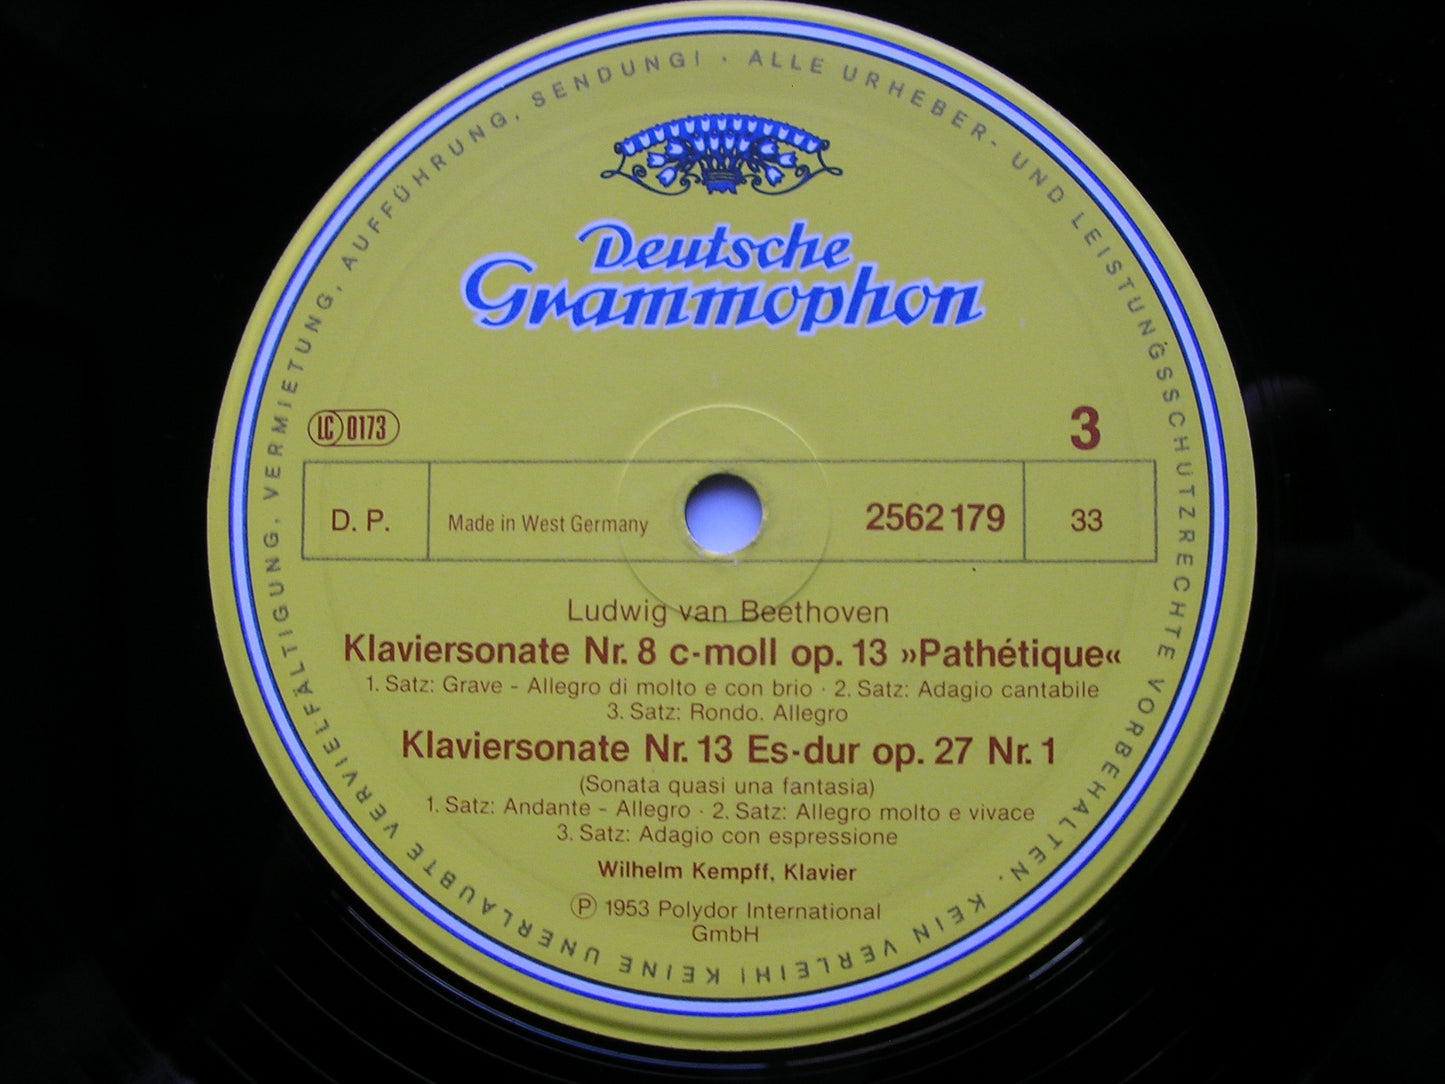 ALLE URHEBER- UND LEISTUNGSSCHUTZRECHTE VORBEHALTEN · KEIN VERLEIH! KEINE UNERLAUBTE VERVIELFÄLTIGUNG, VERMIETUNG, AUFFÜHRUNG, SENDUNG! ·
Deutsche
Grammophon
LC 0173
3
D. P.
Made in West Germany
2562 179
33
Ludwig van Beethoven
Klaviersonate Nr. 8 c-moll op. 13 »Pathétique«
1. Satz: Grave – Allegro di molto e con brio · 2. Satz: Adagio cantabile
3. Satz: Rondo. Allegro
Klaviersonate Nr. 13 Es-dur op. 27 Nr. 1
(Sonata quasi una fantasia)
1. Satz: Andante – Allegro · 2. Satz: Allegro molto e vivace
3. Satz: Adagio con espressione
Wilhelm Kempff, Klavier
Ⓟ 1953 Polydor International
GmbH